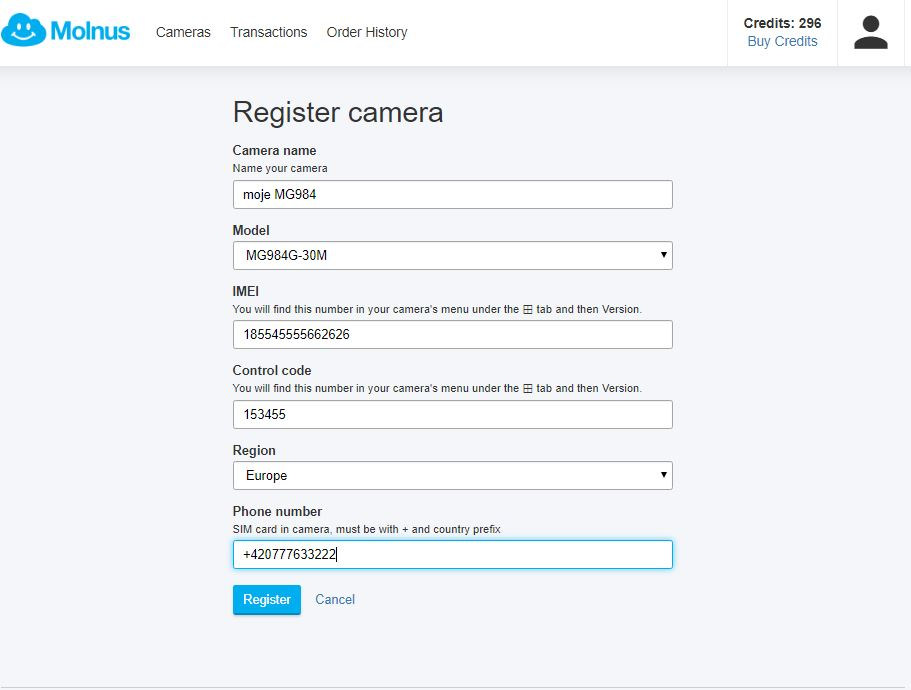 Molnus Cameras Transactions Order History Credits: 296
Buy Credits
Register camera
Camera name
Name your camera
moje MG984
Model
MG984G-30M
IMEI
You will find this number in your camera's menu under the 田 tab and then Version.
185545555662626
Control code
You will find this number in your camera's menu under the 田 tab and then Version.
153455
Region
Europe
Phone number
SIM card in camera, must be with + and country prefix
+420777633222
Register Cancel